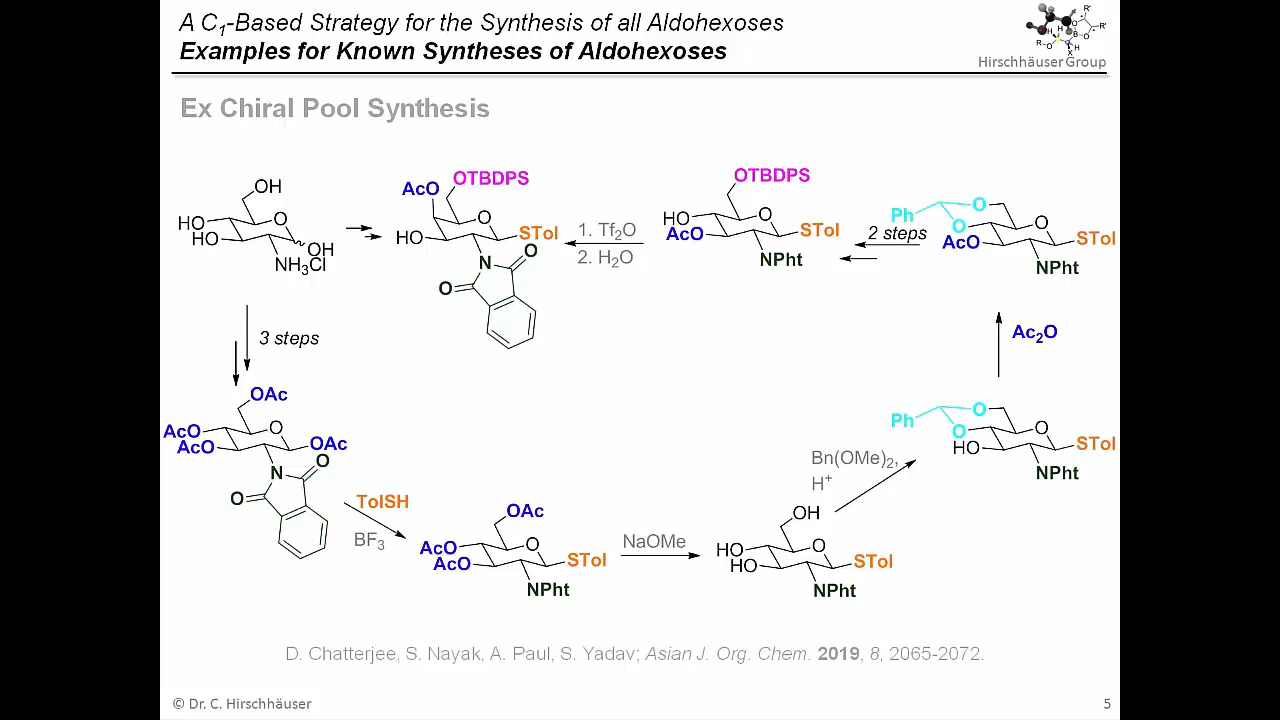 A C1-Based Strategy for the Synthesis of all Aldohexoses
Examples for Known Syntheses of Aldohexoses
R'
R'
O
O
B
H
H
R
O
S
H
X
Hirschhäuser Group
Ex Chiral Pool Synthesis
OH
HO
HO
O
OH
NH3Cl
AcO
OTBDPS
O
HO
STol
N
O
O
1. Tf2O
2. H2O
OTBDPS
HO
AcO
O
STol
NPht
2 steps
Ph
O
O
AcO
O
STol
NPht
3 steps
Ac2O
OAc
AcO
AcO
O
OAc
N
O
O
TolSH
BF3
OAc
AcO
AcO
O
STol
NPht
NaOMe
OH
HO
HO
O
STol
NPht
Bn(OMe)2,
H+
Ph
O
O
HO
O
STol
NPht
D. Chatterjee, S. Nayak, A. Paul, S. Yadav; Asian J. Org. Chem. 2019, 8, 2065-2072.
© Dr. C. Hirschhäuser
5